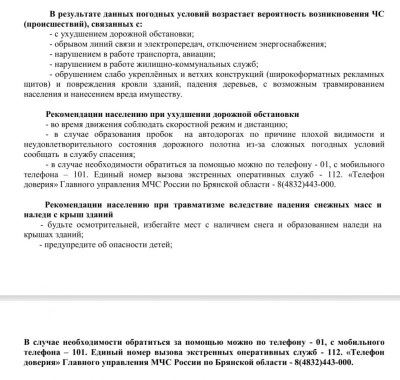 В результате данных погодных условий возрастает вероятность возникновения ЧС
(происшествий), связанных с:
- с ухудшением дорожной обстановки;
- обрывом линий связи и электропередач, отключением энергоснабжения;
- нарушением в работе транспорта, авиации;
- нарушением в работе жилищно-коммунальных служб;
- обрушением слабо укреплённых и ветхих конструкций (широкоформатных рекламных
щитов) и повреждения кровли зданий, падения деревьев, с возможным травмированием
населения и нанесением вреда имуществу.
Рекомендации населению при ухудшении дорожной обстановки
- во время движения соблюдать скоростной режим и дистанцию;
- в случае образования пробок на автодорогах по причине плохой видимости и
неудовлетворительного состояния дорожного полотна из-за сложных погодных условий
сообщать в службу спасения;
- в случае необходимости обратиться за помощью можно по телефону - 01, с мобильного
телефона – 101. Единый номер вызова экстренных оперативных служб - 112. «Телефон
доверия» Главного управления МЧС России по Брянской области - 8(4832)443-000.
Рекомендации населению при травматизме вследствие падения снежных масс и
наледи с крыш зданий
- будьте осмотрительней, избегайте мест с наличием снега и образованием наледи на
крышах зданий;
- предупредите об опасности детей;
В случае необходимости обратиться за помощью можно по телефону - 01, с мобильного
телефона – 101. Единый номер вызова экстренных оперативных служб - 112. «Телефон
доверия» Главного управления МЧС России по Брянской области - 8(4832)443-000.